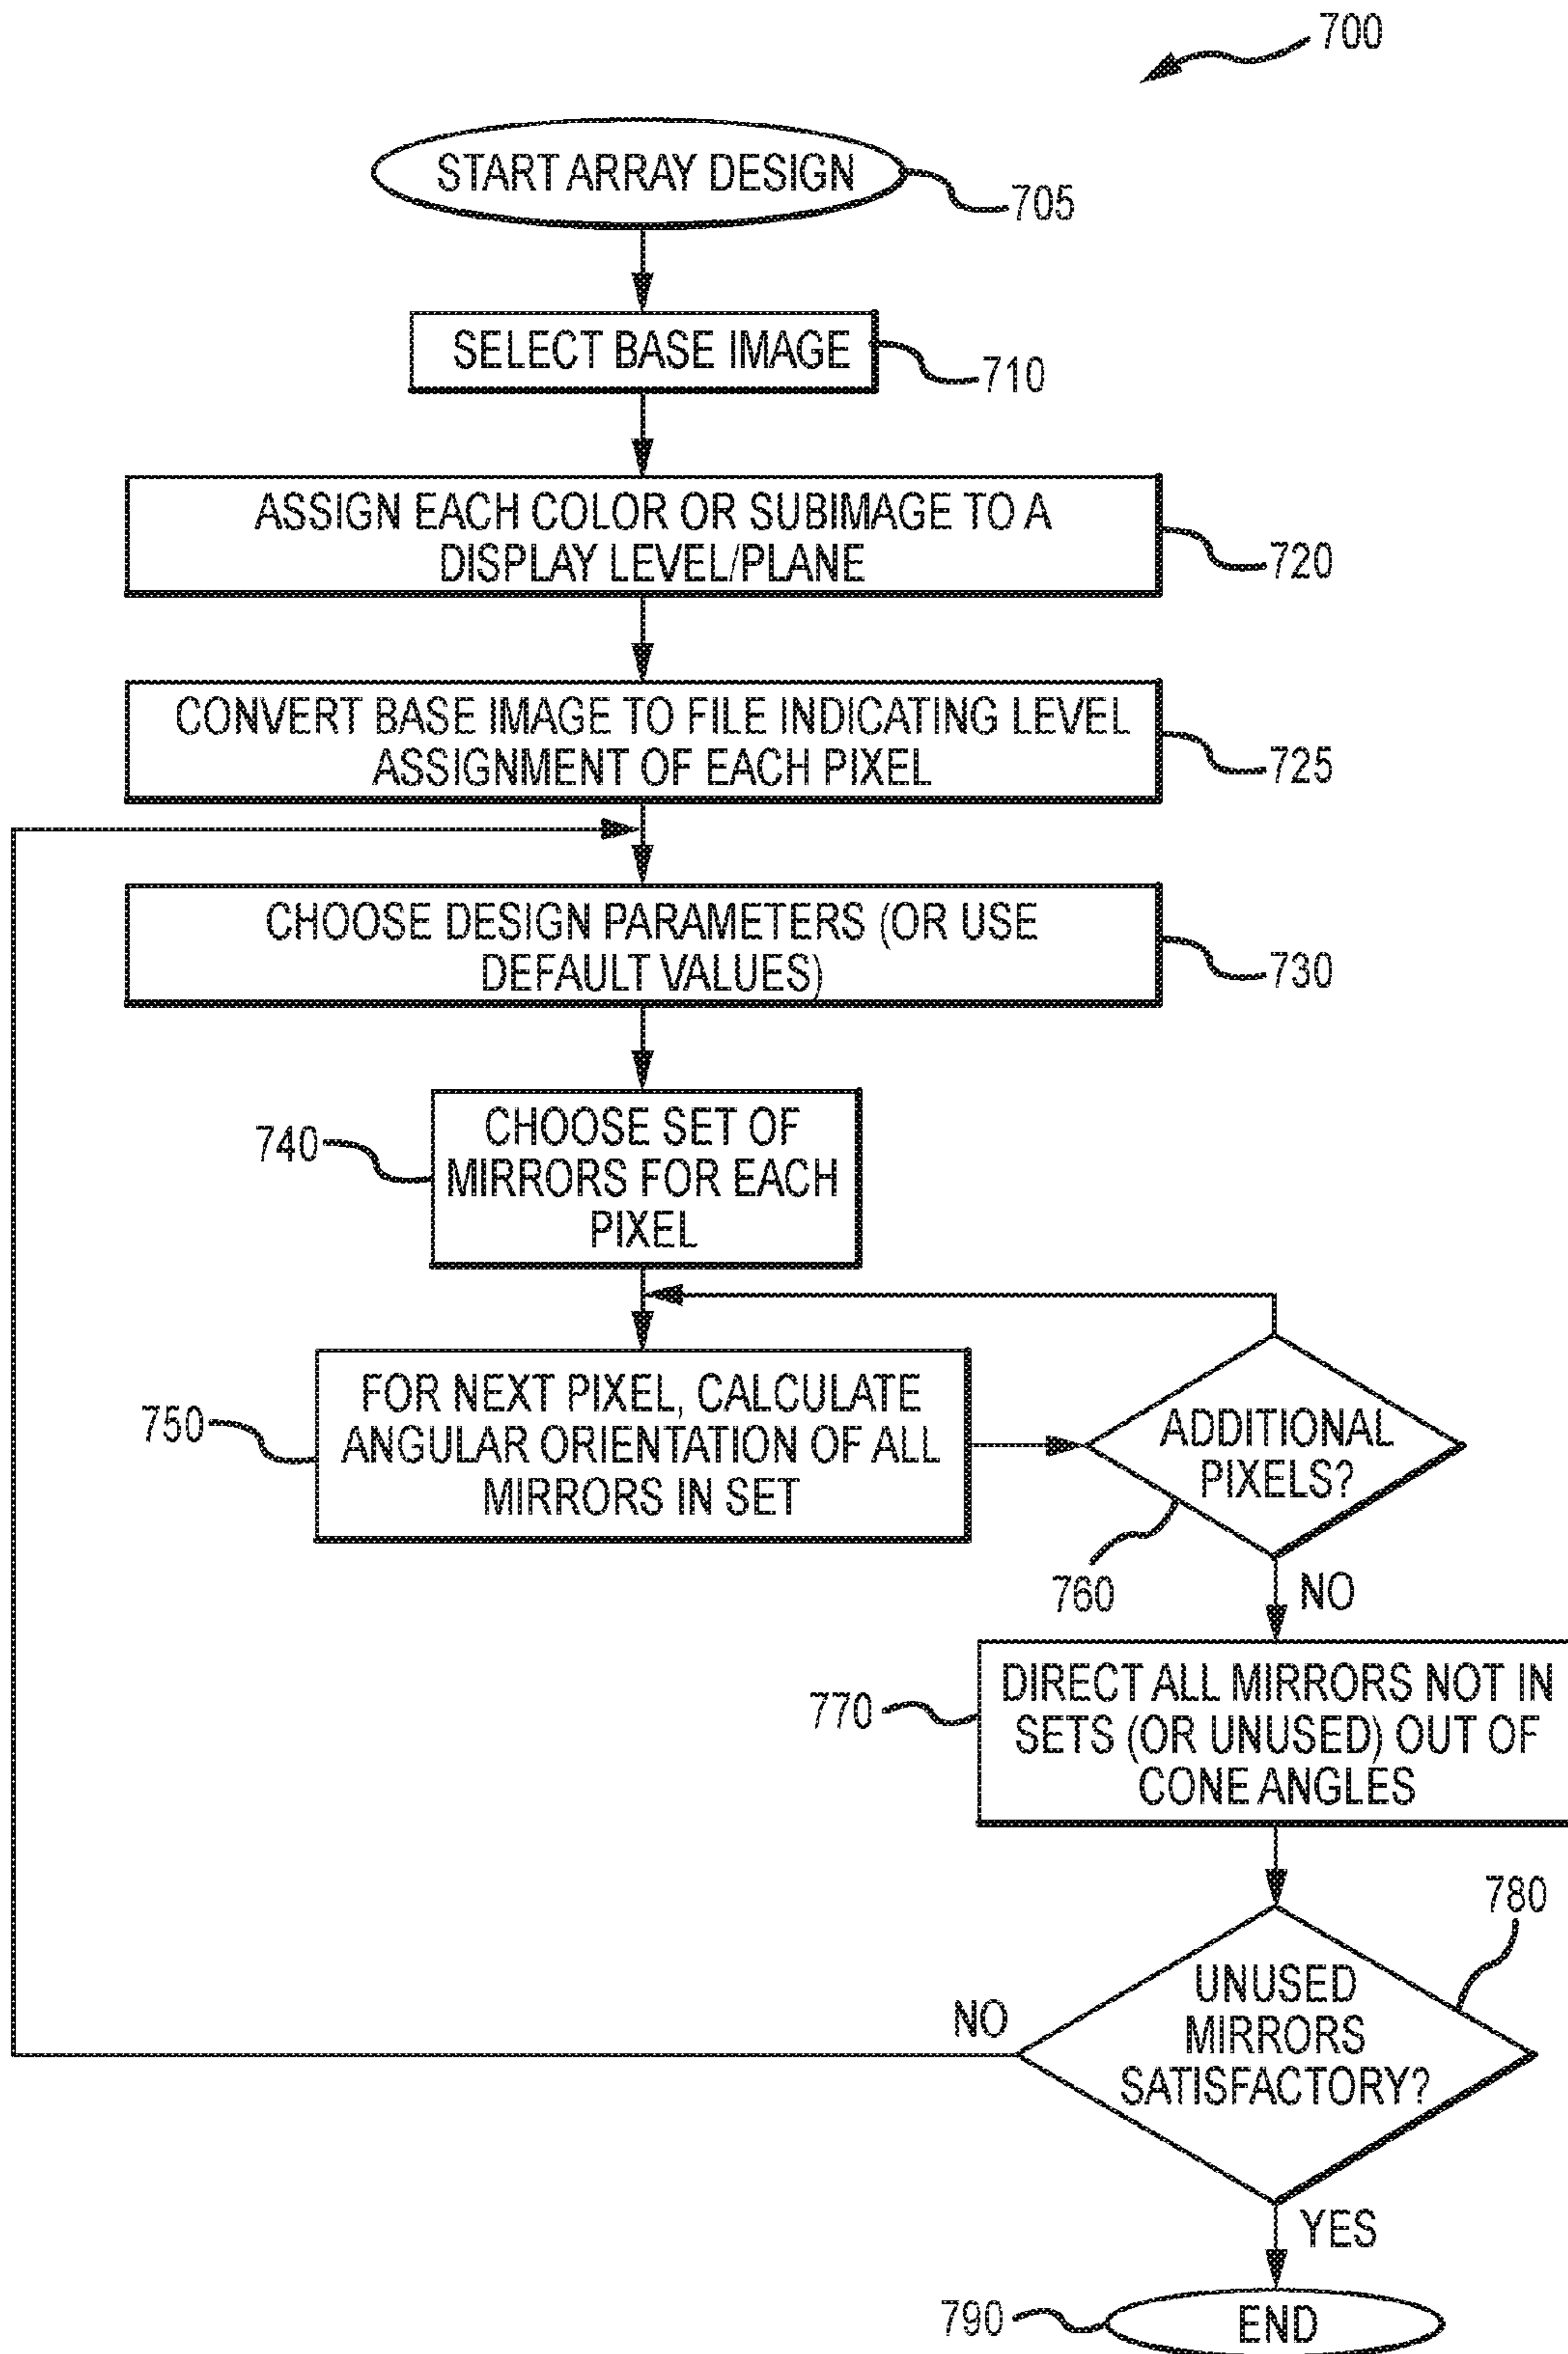 700
START ARRAY DESIGN
705
SELECT BASE IMAGE
710
ASSIGN EACH COLOR OR SUBIMAGE TO A
DISPLAY LEVEL/PLANE
720
CONVERT BASE IMAGE TO FILE INDICATING LEVEL
ASSIGNMENT OF EACH PIXEL
725
CHOOSE DESIGN PARAMETERS (OR USE
DEFAULT VALUES)
730
740
CHOOSE SET OF
MIRRORS FOR EACH
PIXEL
750
FOR NEXT PIXEL, CALCULATE
ANGULAR ORIENTATION OF ALL
MIRRORS IN SET
ADDITIONAL
PIXELS?
760
NO
770
DIRECT ALL MIRRORS NOT IN
SETS (OR UNUSED) OUT OF
CONE ANGLES
780
UNUSED
MIRRORS
SATISFACTORY?
NO
YES
790
END